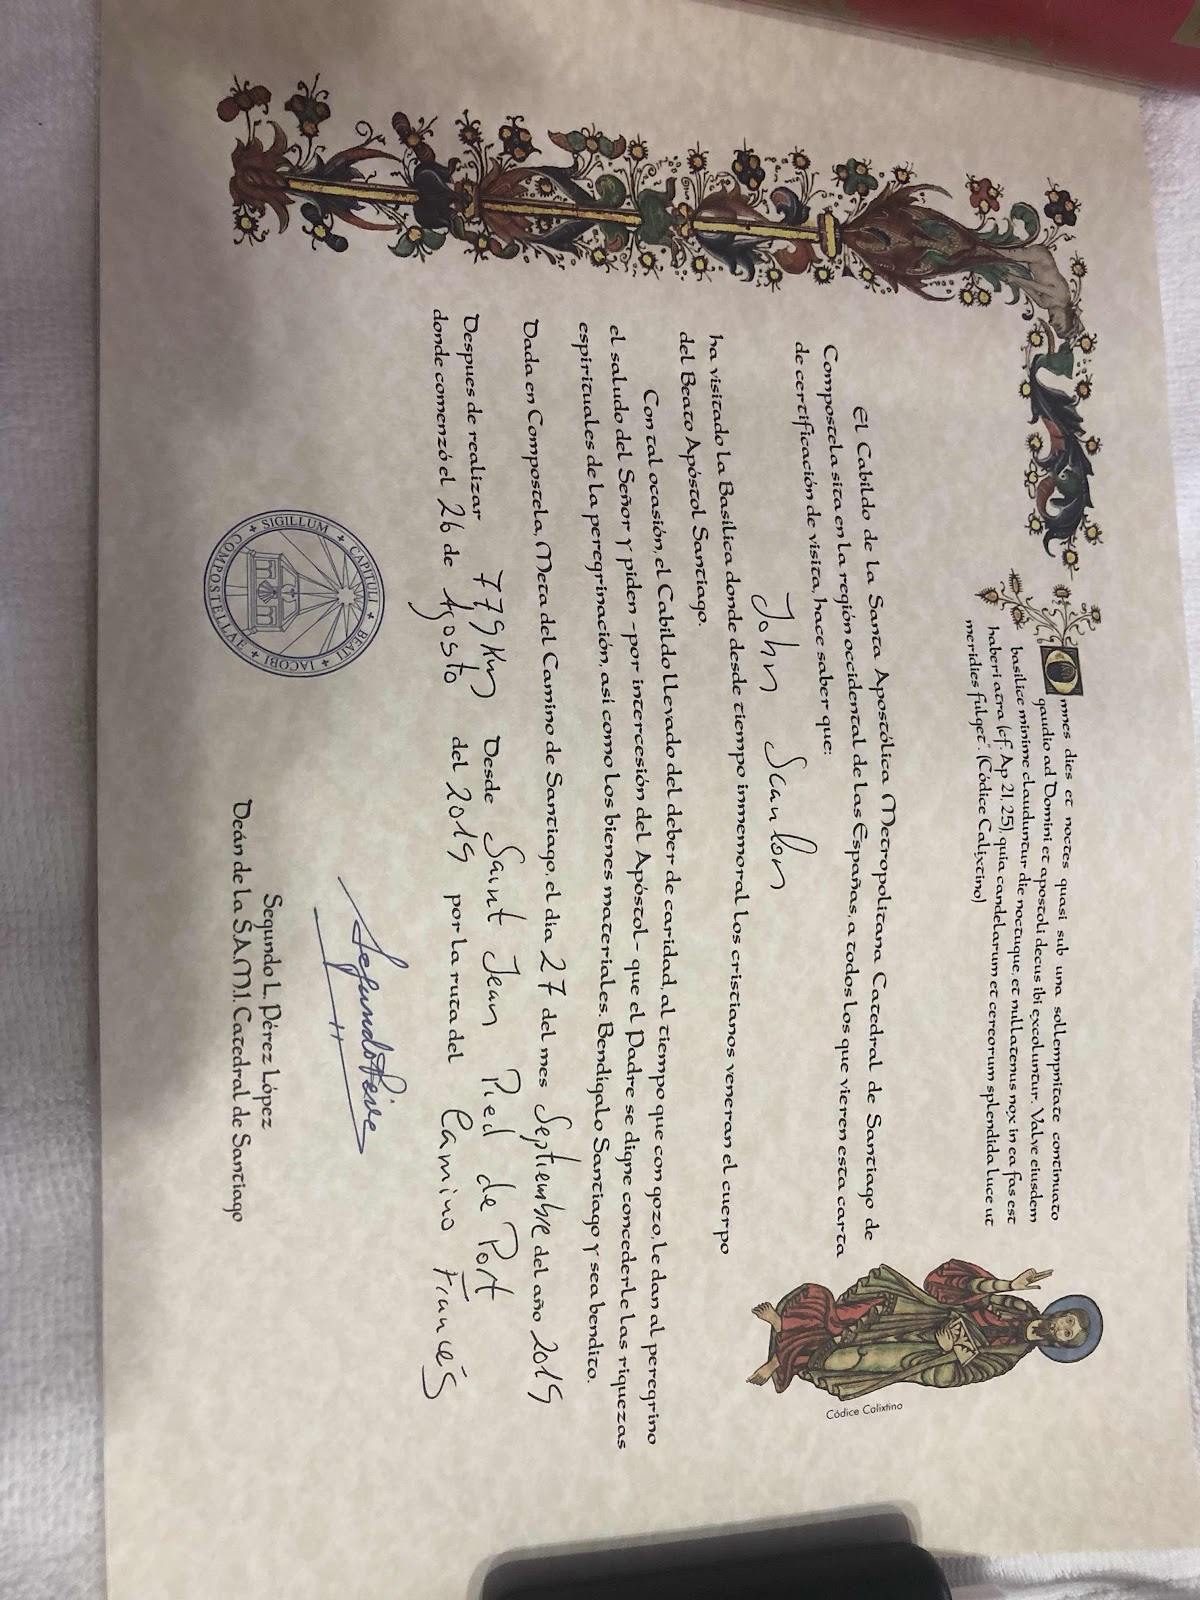 Omnes dies et noctes quasi sub una sollempnitate continuato
gaudio ad Domini et apostoli decus ibi excoluntur. Valve eiusdem
basilice minime clauduntur die noctuque, et nullatenus nox in ea fas est
haberi atra (cf. Ap 21, 25), quia candelarum et cereorum splendida luce ut
meridies fulget". (Códice Calixtino)
Códice Calixtino
El Cabildo de la Santa Apostólica Metropolitana Catedral de Santiago de
Compostela sita en la región occidental de las Españas, a todos los que vieren esta carta
de certificación de visita, hace saber que:
John Scanlon
ha visitado la Basílica donde desde tiempo inmemorial los cristianos veneran el cuerpo
del Beato Apóstol Santiago.
Con tal ocasión, el Cabildo llevado del deber de caridad, al tiempo que con gozo, le dan al peregrino
el saludo del Señor y piden -por intercesión del Apóstol- que el Padre se digne concederle las riquezas
espirituales de la peregrinación, así como los bienes materiales. Bendígalo Santiago y sea bendito.
Dada en Compostela, Meta del Camino de Santiago, el día 27 del mes Septiembre del año 2019
Despues de realizar 779 Km Desde Saint Jean Pied de Port
donde comenzó el 26 de Agosto del 2019 por la ruta del Camino Francés
SIGILLUM + CAPITULI + BEATI + IACOBI + COMPOSTELLAE +
Segundo L. Pérez López
Deán de la S.A.M.I. Catedral de Santiago